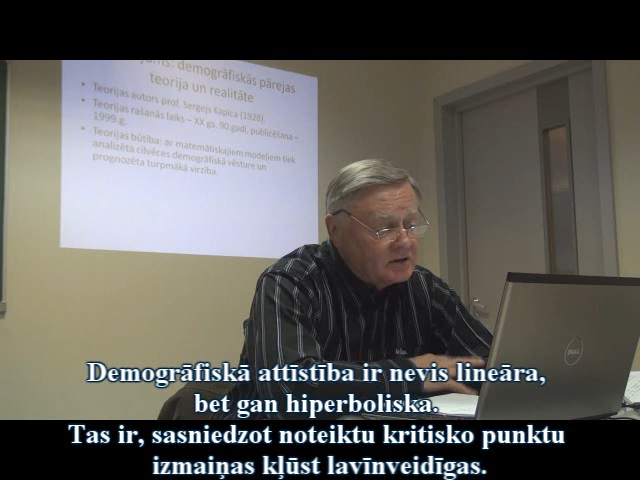 demogrāfiskās pārejas
teorija un realitāte
• Teorijas autors prof. Sergejs Kapica (1928).
• Teorijas rašanās laiks – XX gs. 90.gadi, publicēšana –
1999.g.
• Teorijas būtība: ar matemātiskajiem modeļiem tiek
analizēta cilvēces demogrāfiskā vēsture un
prognozēta turpmākā virzība.
DELL
Demogrāfiskā attīstība ir nevis lineāra,
bet gan hiperboliska.
Tas ir, sasniedzot noteiktu kritisko punktu
izmaiņas kļūst lavīnveidīgas.